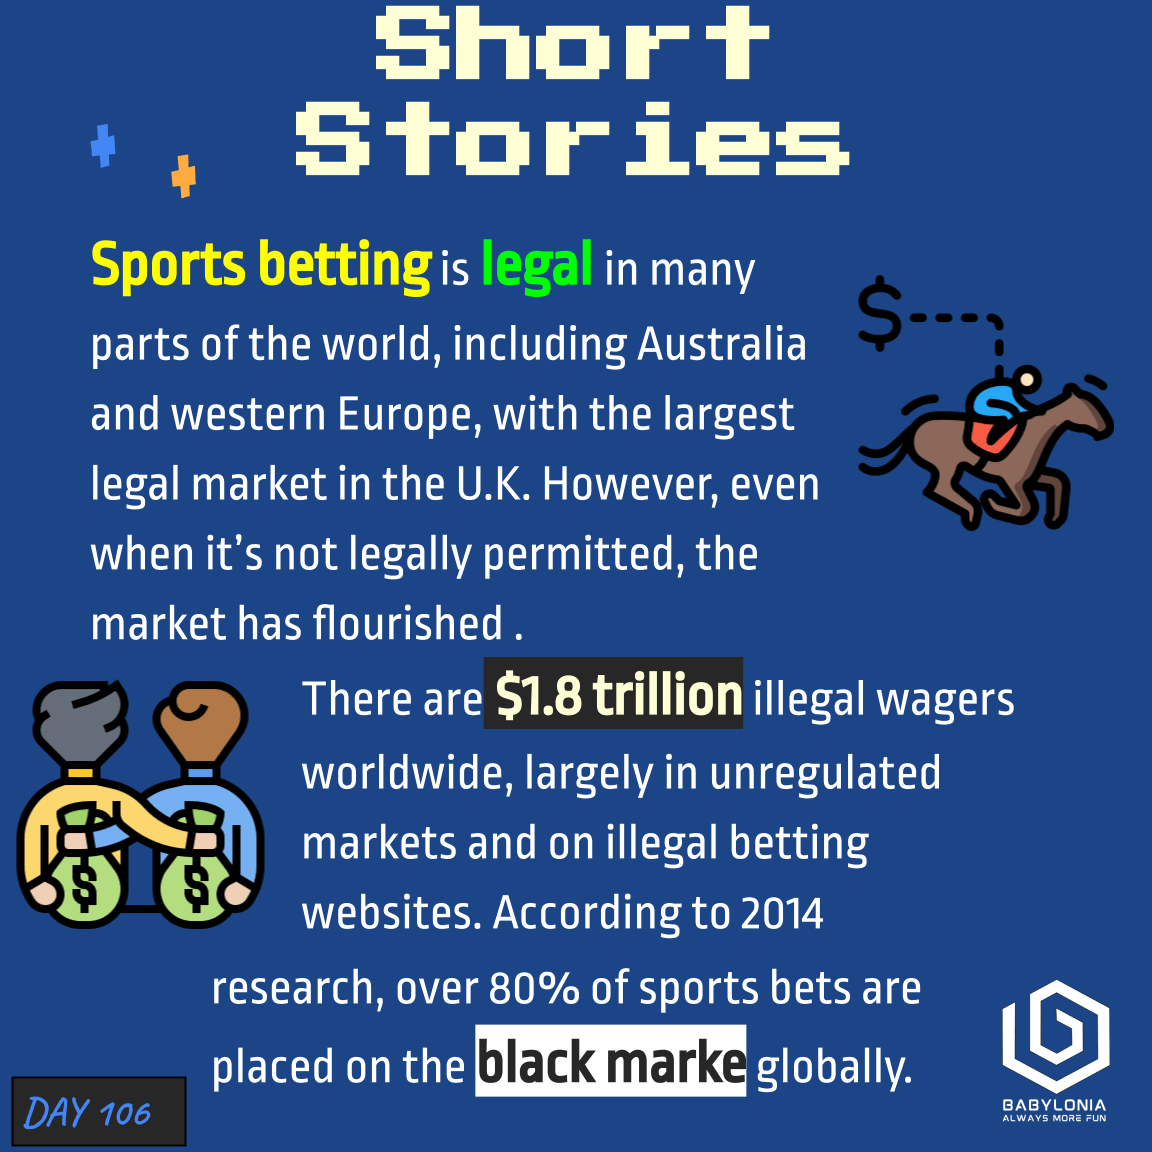 Short
Stories
Sports betting is legal in many
parts of the world, including Australia
and western Europe, with the largest
legal market in the U.K. However, even
when it’s not legally permitted, the
market has flourished .
There are $1.8 trillion illegal wagers
worldwide, largely in unregulated
markets and on illegal betting
websites. According to 2014
research, over 80% of sports bets are
placed on the black marke globally.
DAY 106
BABYLONIA
ALWAYS MORE FUN